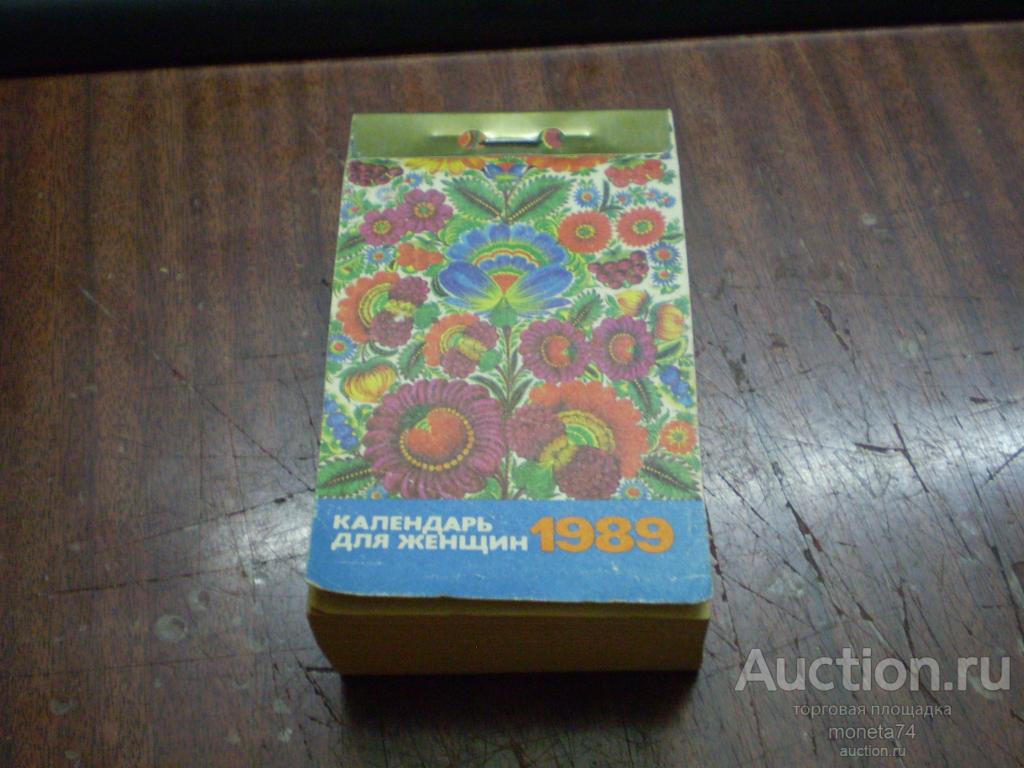 КАЛЕНДАРЬ
ДЛЯ ЖЕНЩИН 1989
Auction.ru
торговая площадка
moneta74
auction.ru